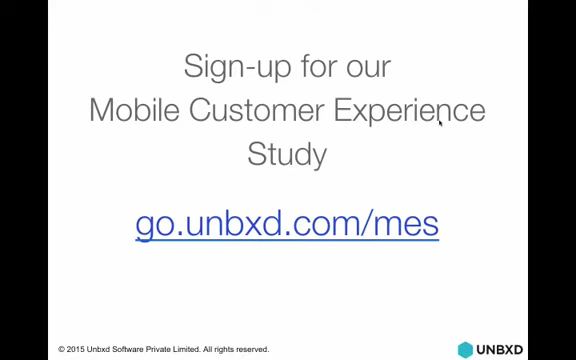 Sign-up for our
Mobile Customer Experience
Study
go.unbxd.com/mes
© 2015 Unbxd Software Private Limited. All rights reserved.
UNBXD